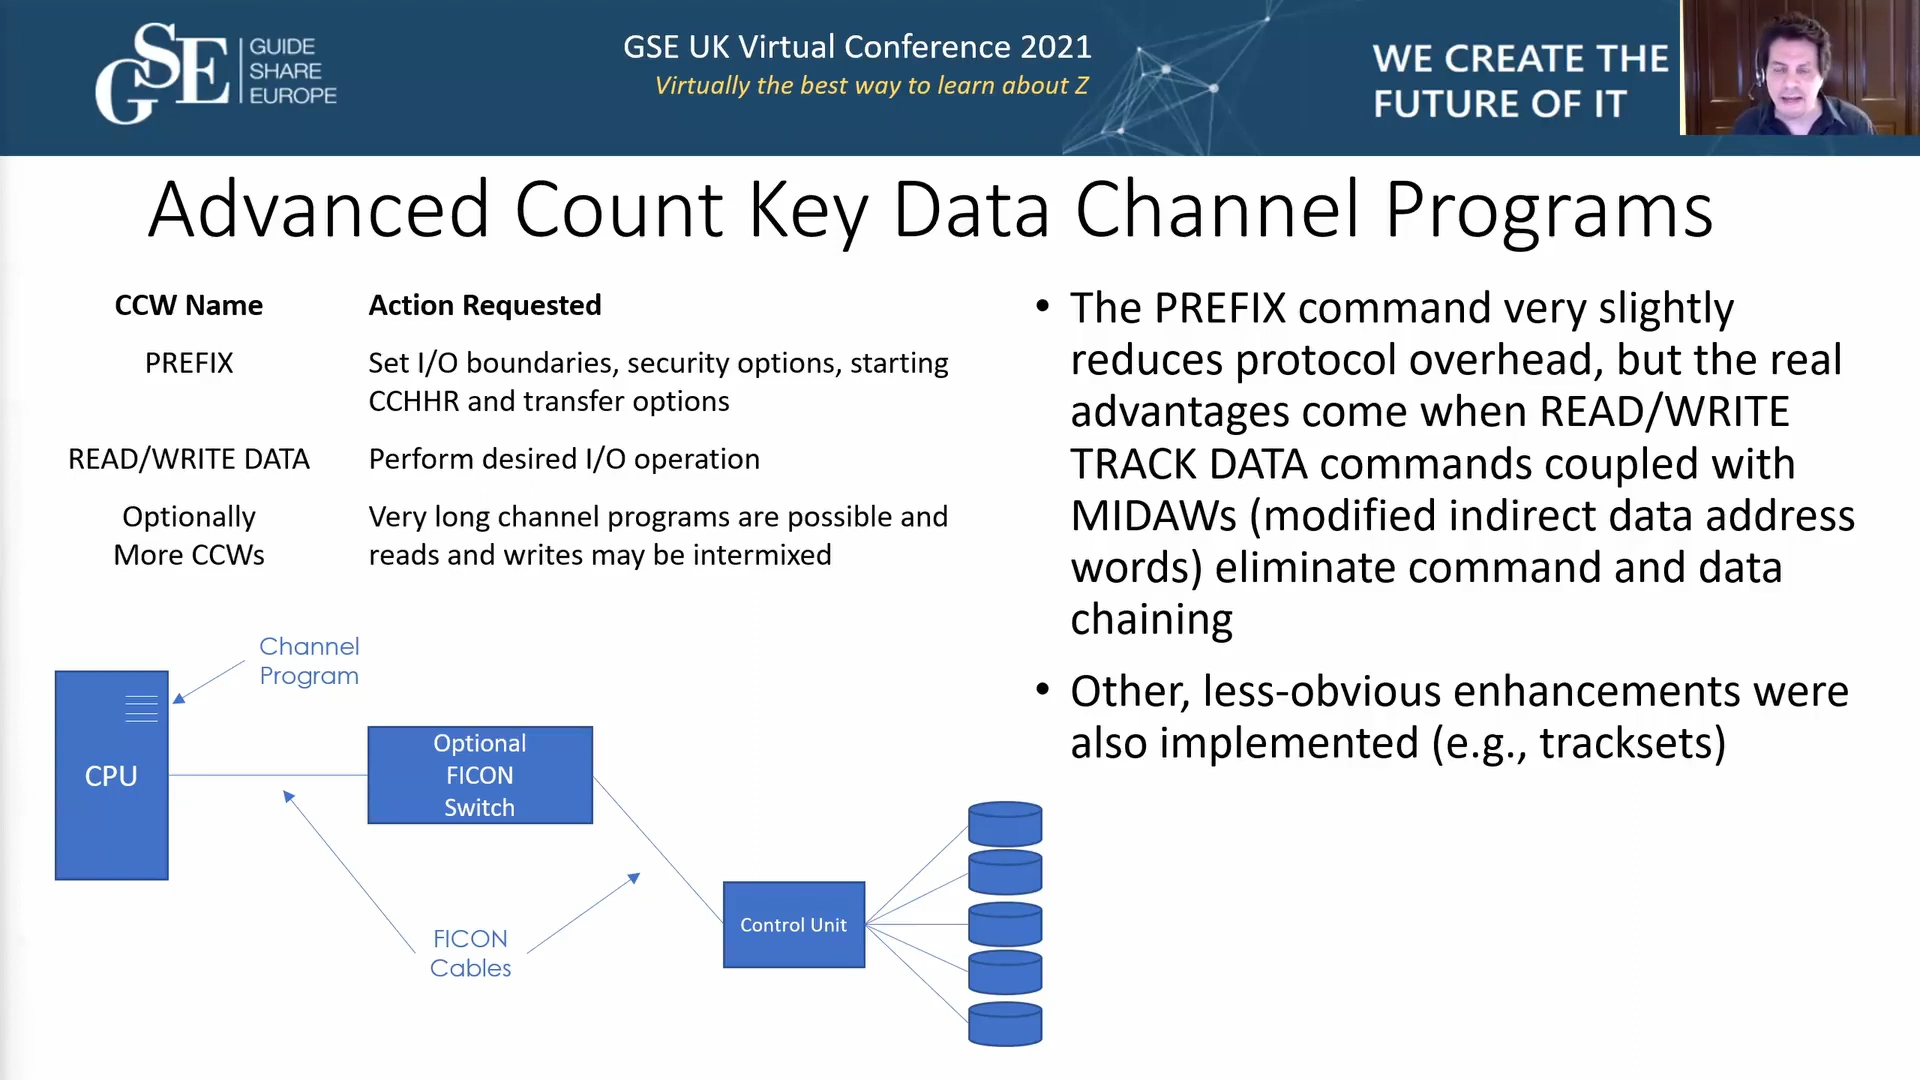 GSE
GUIDE
SHARE
EUROPE
GSE UK Virtual Conference 2021
Virtually the best way to learn about Z
WE CREATE THE
FUTURE OF IT
Advanced Count Key Data Channel Programs
CCW Name
Action Requested
PREFIX
Set I/O boundaries, security options, starting
CCHHR and transfer options
READ/WRITE DATA
Perform desired I/O operation
Optionally
More CCWs
Very long channel programs are possible and
reads and writes may be intermixed
• The PREFIX command very slightly
reduces protocol overhead, but the real
advantages come when READ/WRITE
TRACK DATA commands coupled with
MIDAWs (modified indirect data address
words) eliminate command and data
chaining
• Other, less-obvious enhancements were
also implemented (e.g., tracksets)
Channel
Program
CPU
Optional
FICON
Switch
FICON
Cables
Control Unit